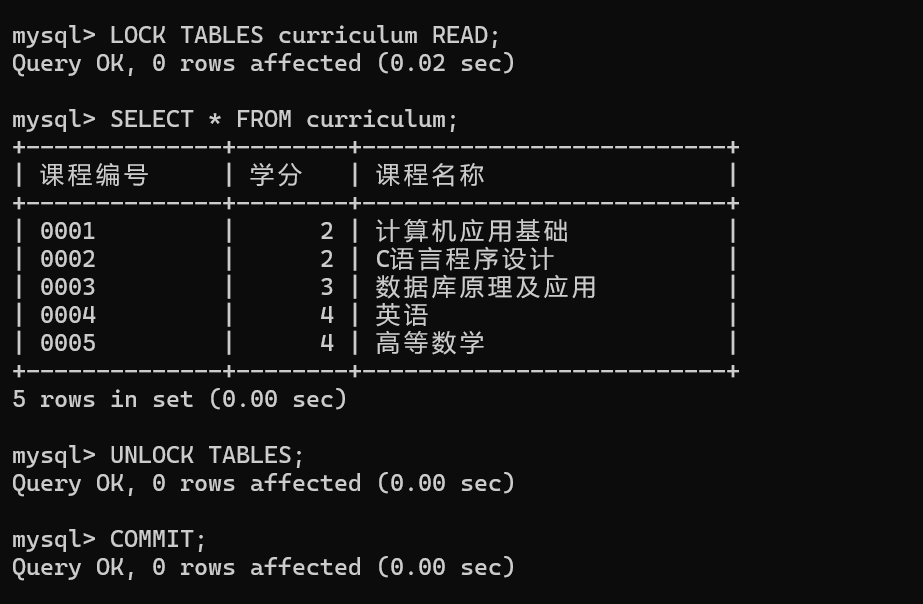 mysql> LOCK TABLES curriculum READ;
Query OK, 0 rows affected (0.02 sec)
mysql> SELECT * FROM curriculum;
+--------------+--------+--------------------------+
| 课程编号 | 学分 | 课程名称 |
+--------------+--------+--------------------------+
| 0001 | 2 | 计算机应用基础 |
| 0002 | 2 | C语言程序设计 |
| 0003 | 3 | 数据库原理及应用 |
| 0004 | 4 | 英语 |
| 0005 | 4 | 高等数学 |
+--------------+--------+--------------------------+
5 rows in set (0.00 sec)
mysql> UNLOCK TABLES;
Query OK, 0 rows affected (0.00 sec)
mysql> COMMIT;
Query OK, 0 rows affected (0.00 sec)